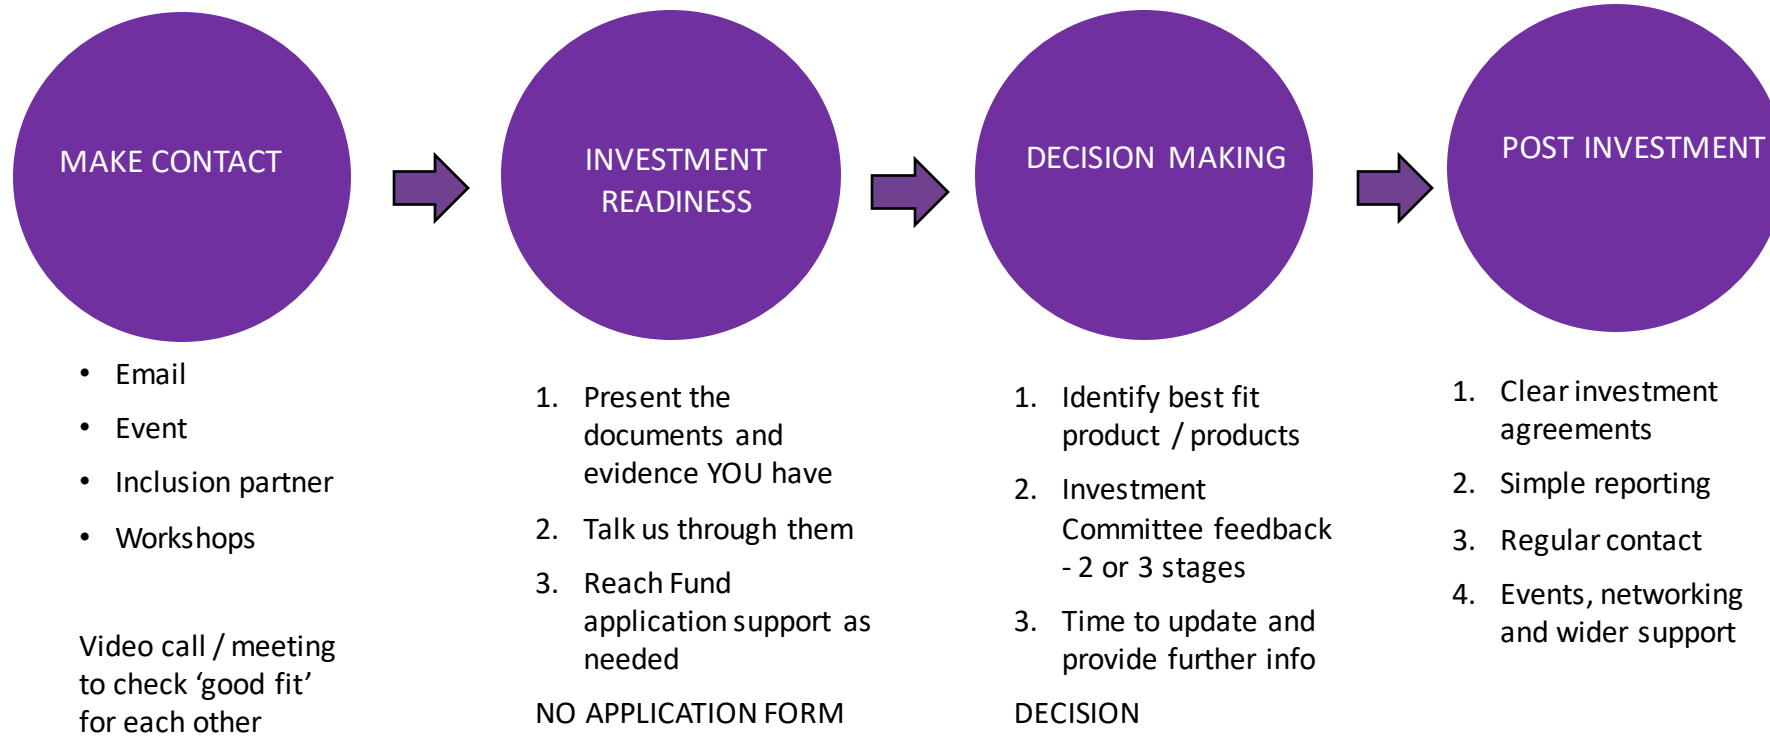 MAKE CONTACT
• Email
• Event
• Inclusion partner
• Workshops
Video call / meeting
to check ‘good fit’
for each other
INVESTMENT
READINESS
1. Present the
documents and
evidence YOU have
2. Talk us through them
3. Reach Fund
application support as
needed
NO APPLICATION FORM
DECISION MAKING
1. Identify best fit
product / products
2. Investment
Committee feedback
- 2 or 3 stages
3. Time to update and
provide further info
DECISION
POST INVESTMENT
1. Clear investment
agreements
2. Simple reporting
3. Regular contact
4. Events, networking
and wider support